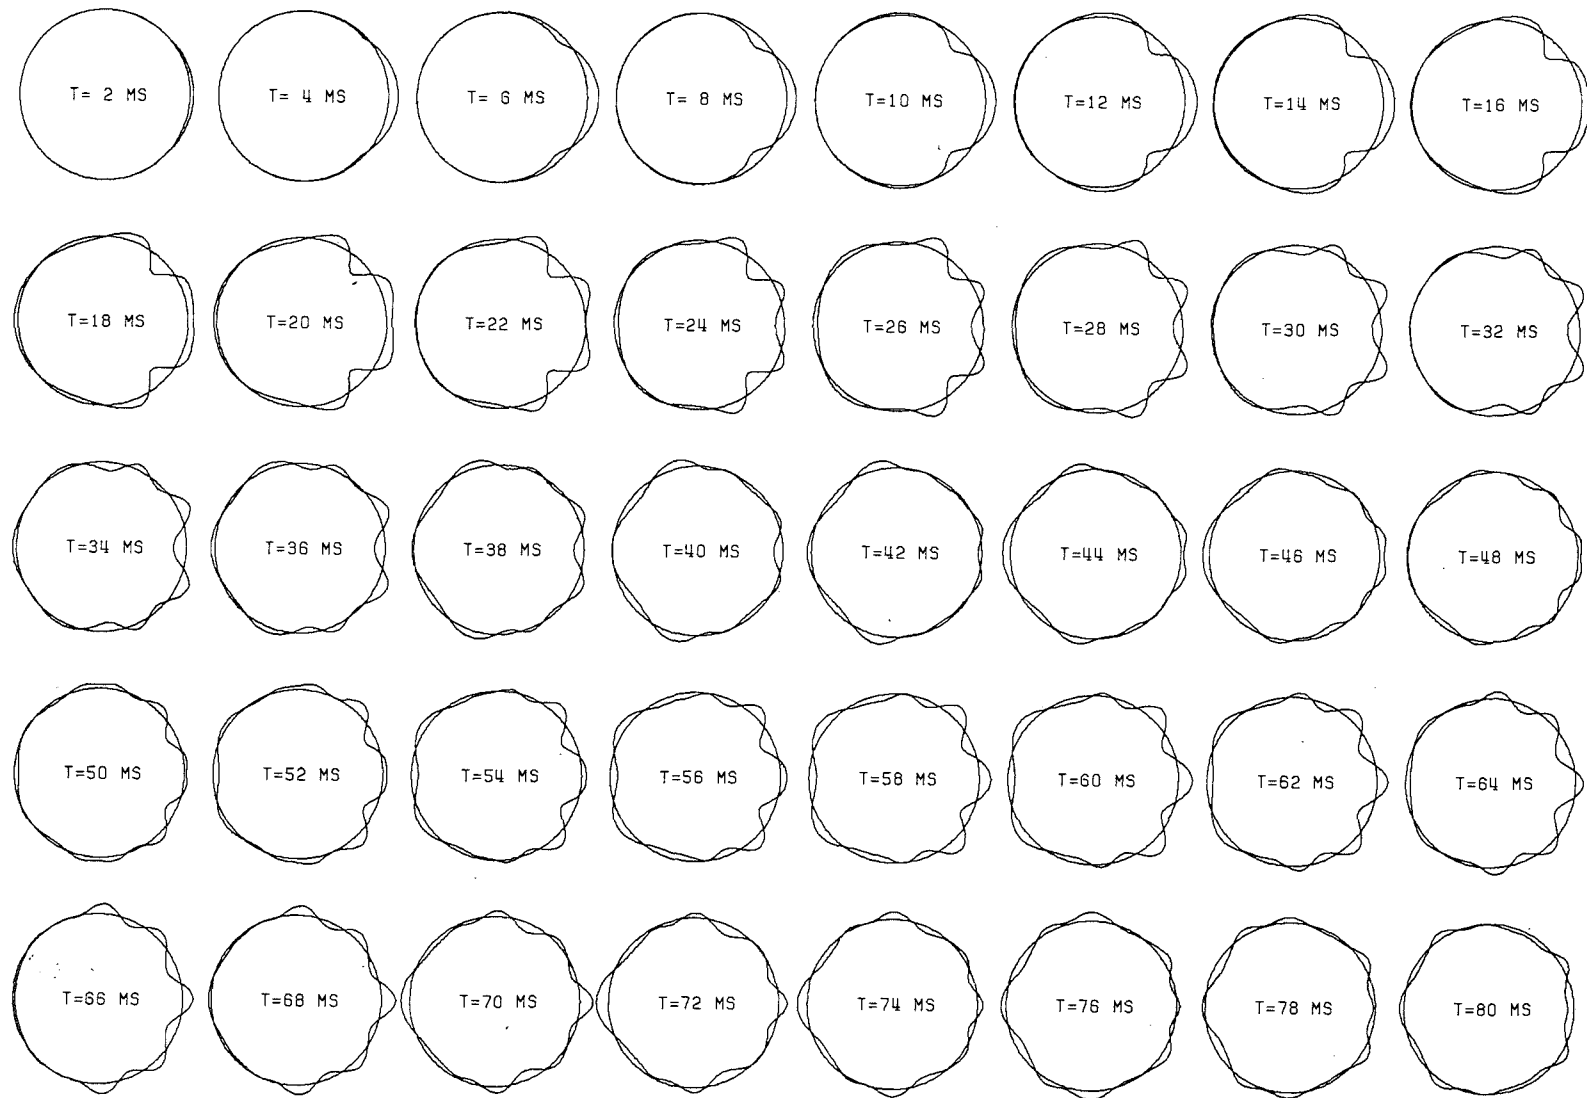 T= 2 MS
T= 4 MS
T= 6 MS
T= 8 MS
T=10 MS
T=12 MS
T=14 MS
T=16 MS
T=18 MS
T=20 MS
T=22 MS
T=24 MS
T=26 MS
T=28 MS
T=30 MS
T=32 MS
T=34 MS
T=36 MS
T=38 MS
T=40 MS
T=42 MS
T=44 MS
T=46 MS
T=48 MS
T=50 MS
T=52 MS
T=54 MS
T=56 MS
T=58 MS
T=60 MS
T=62 MS
T=64 MS
T=66 MS
T=68 MS
T=70 MS
T=72 MS
T=74 MS
T=76 MS
T=78 MS
T=80 MS